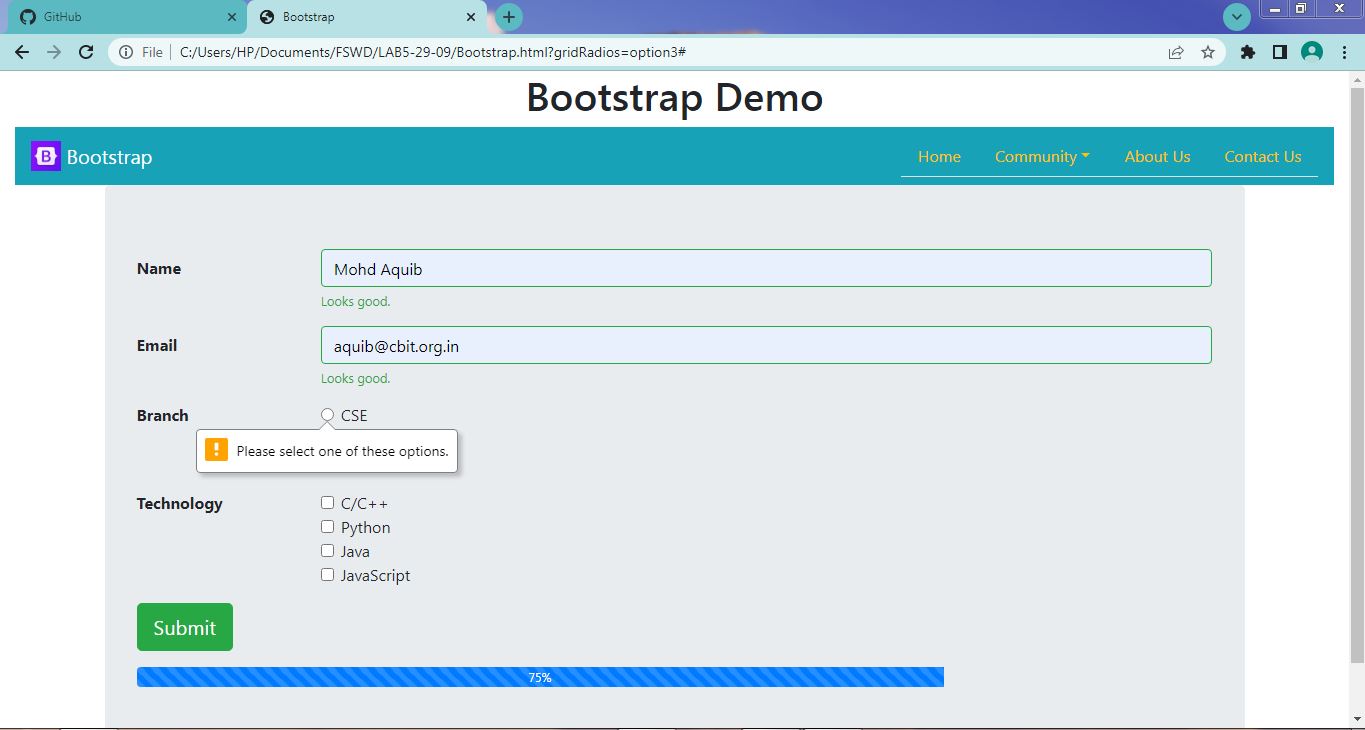 GitHub
Bootstrap
File | C:/Users/HP/Documents/FSWD/LAB5-29-09/Bootstrap.html?gridRadios=option3#
Bootstrap Demo
B Bootstrap Home Community About Us Contact Us
Name Mohd Aquib
Looks good.
Email aquib@cbit.org.in
Looks good.
Branch CSE
! Please select one of these options.
Technology C/C++
Python
Java
JavaScript
Submit
75%